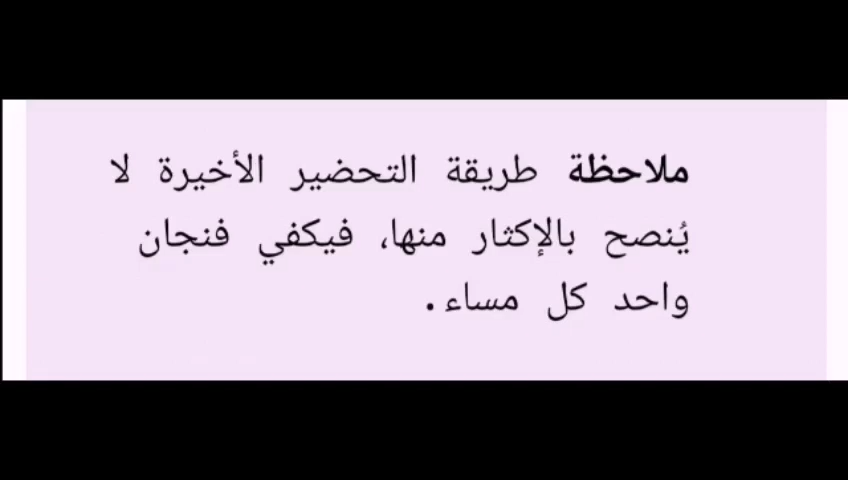 ملاحظة طريقة التحضير الأخيرة لا
يُنصح بالإكثار منها، فيكفي فنجان
واحد كل مساء.